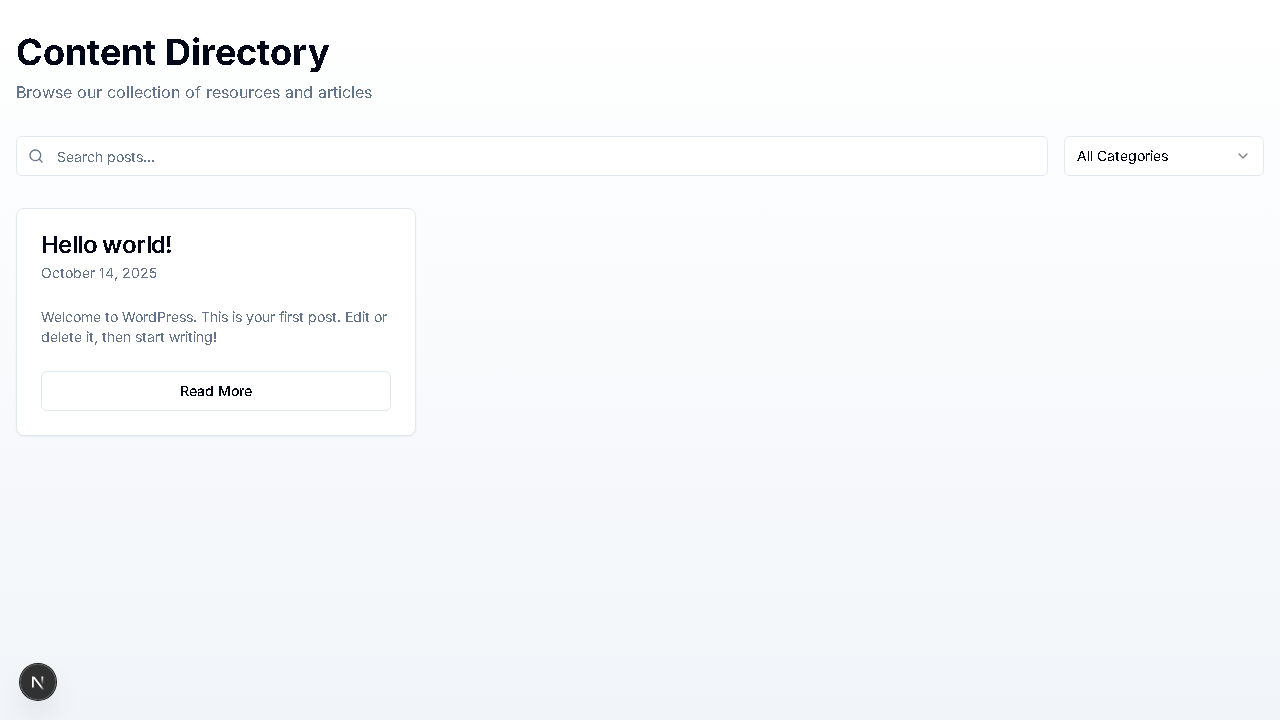 Content Directory
Browse our collection of resources and articles
Search posts...
All Categories
Hello world!
October 14, 2025
Welcome to WordPress. This is your first post. Edit or
delete it, then start writing!
Read More
N